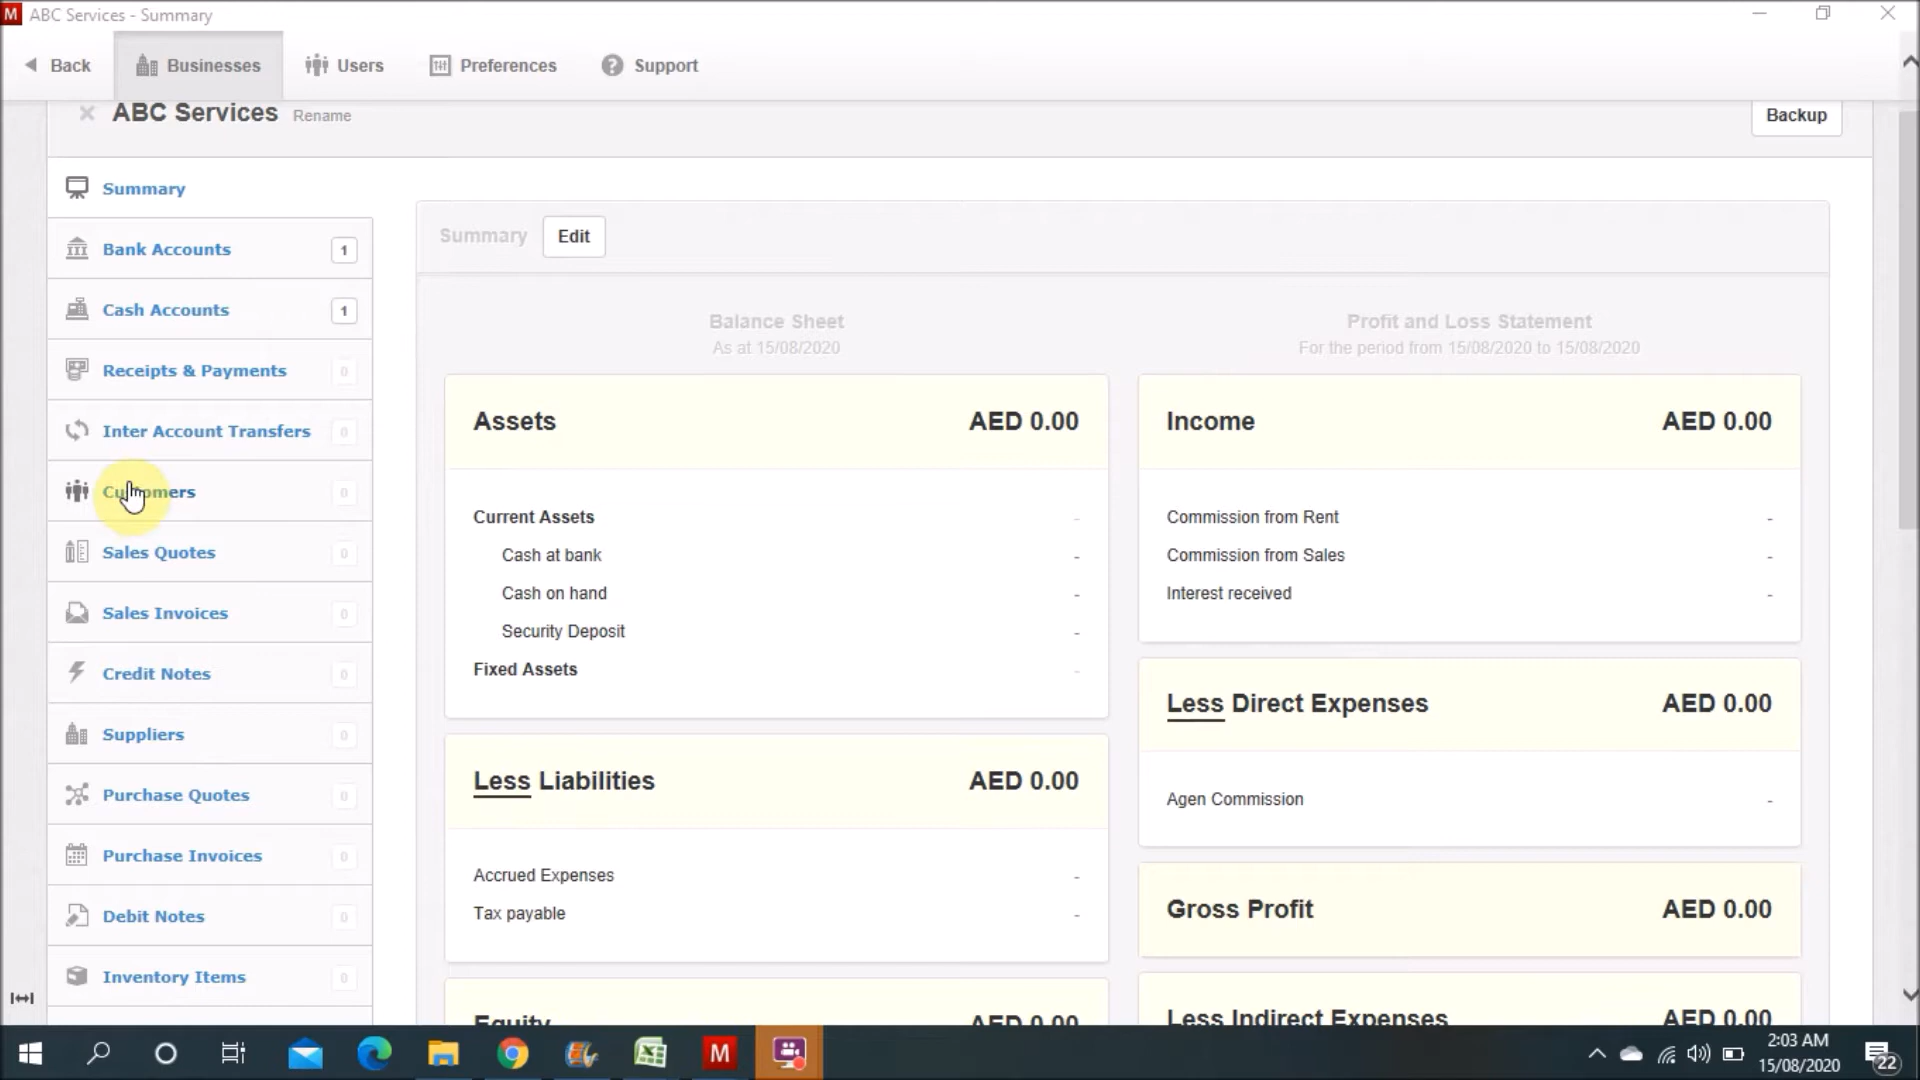 M ABC Services - Summary
Back Businesses Users Preferences ? Support
ABC Services Rename Backup
Summary
Bank Accounts 1
Cash Accounts 1
Receipts & Payments 0
Inter Account Transfers 0
Customers 0
Sales Quotes 0
Sales Invoices 0
Credit Notes 0
Suppliers 0
Purchase Quotes 0
Purchase Invoices 0
Debit Notes 0
Inventory Items 0
Summary Edit
Balance Sheet
As at 15/08/2020
Assets AED 0.00
Current Assets -
Cash at bank -
Cash on hand -
Security Deposit -
Fixed Assets -
Less Liabilities AED 0.00
Accrued Expenses -
Tax payable -
Equity AED 0.00
Profit and Loss Statement
For the period from 15/08/2020 to 15/08/2020
Income AED 0.00
Commission from Rent -
Commission from Sales -
Interest received -
Less Direct Expenses AED 0.00
Agen Commission -
Gross Profit AED 0.00
Less Indirect Expenses AED 0.00
M
2:03 AM
15/08/2020
22